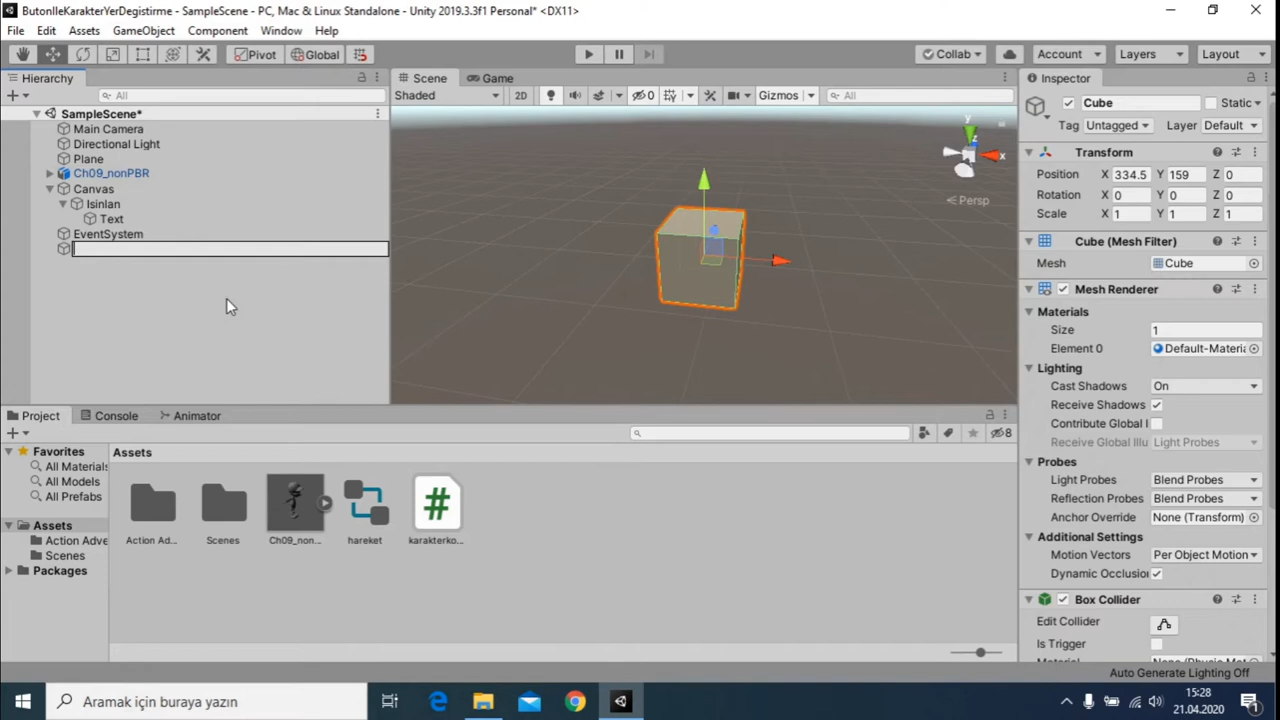 ButonIleKarakterYerDegistirme - SampleScene - PC, Mac & Linux Standalone - Unity 2019.3.3f1 Personal* <DX11>
File Edit Assets GameObject Component Window Help
Pivot Global Collab Account Layers Layout
Hierarchy
All
SampleScene*
Main Camera
Directional Light
Plane
Ch09_nonPBR
Canvas
Isinlan
Text
EventSystem
Scene Game
Shaded 2D 0 Gizmos All
y
z
x
Persp
Inspector
Cube Static
Tag Untagged Layer Default
Transform
Position X 334.5 Y 159 Z 0
Rotation X 0 Y 0 Z 0
Scale X 1 Y 1 Z 1
Cube (Mesh Filter)
Mesh Cube
Mesh Renderer
Materials
Size 1
Element 0 Default-Materia
Lighting
Cast Shadows On
Receive Shadows
Contribute Global I
Receive Global Illu Light Probes
Probes
Light Probes Blend Probes
Reflection Probes Blend Probes
Anchor Override None (Transform)
Additional Settings
Motion Vectors Per Object Motion
Dynamic Occlusion
Box Collider
Edit Collider
Is Trigger
Auto Generate Lighting Off
Project Console Animator
8
Favorites
All Materials
All Models
All Prefabs
Assets
Action Adve
Scenes
Packages
Assets
Action Ad... Scenes Ch09_non... hareket karakterko...
Aramak için buraya yazın
15:28
21.04.2020
1